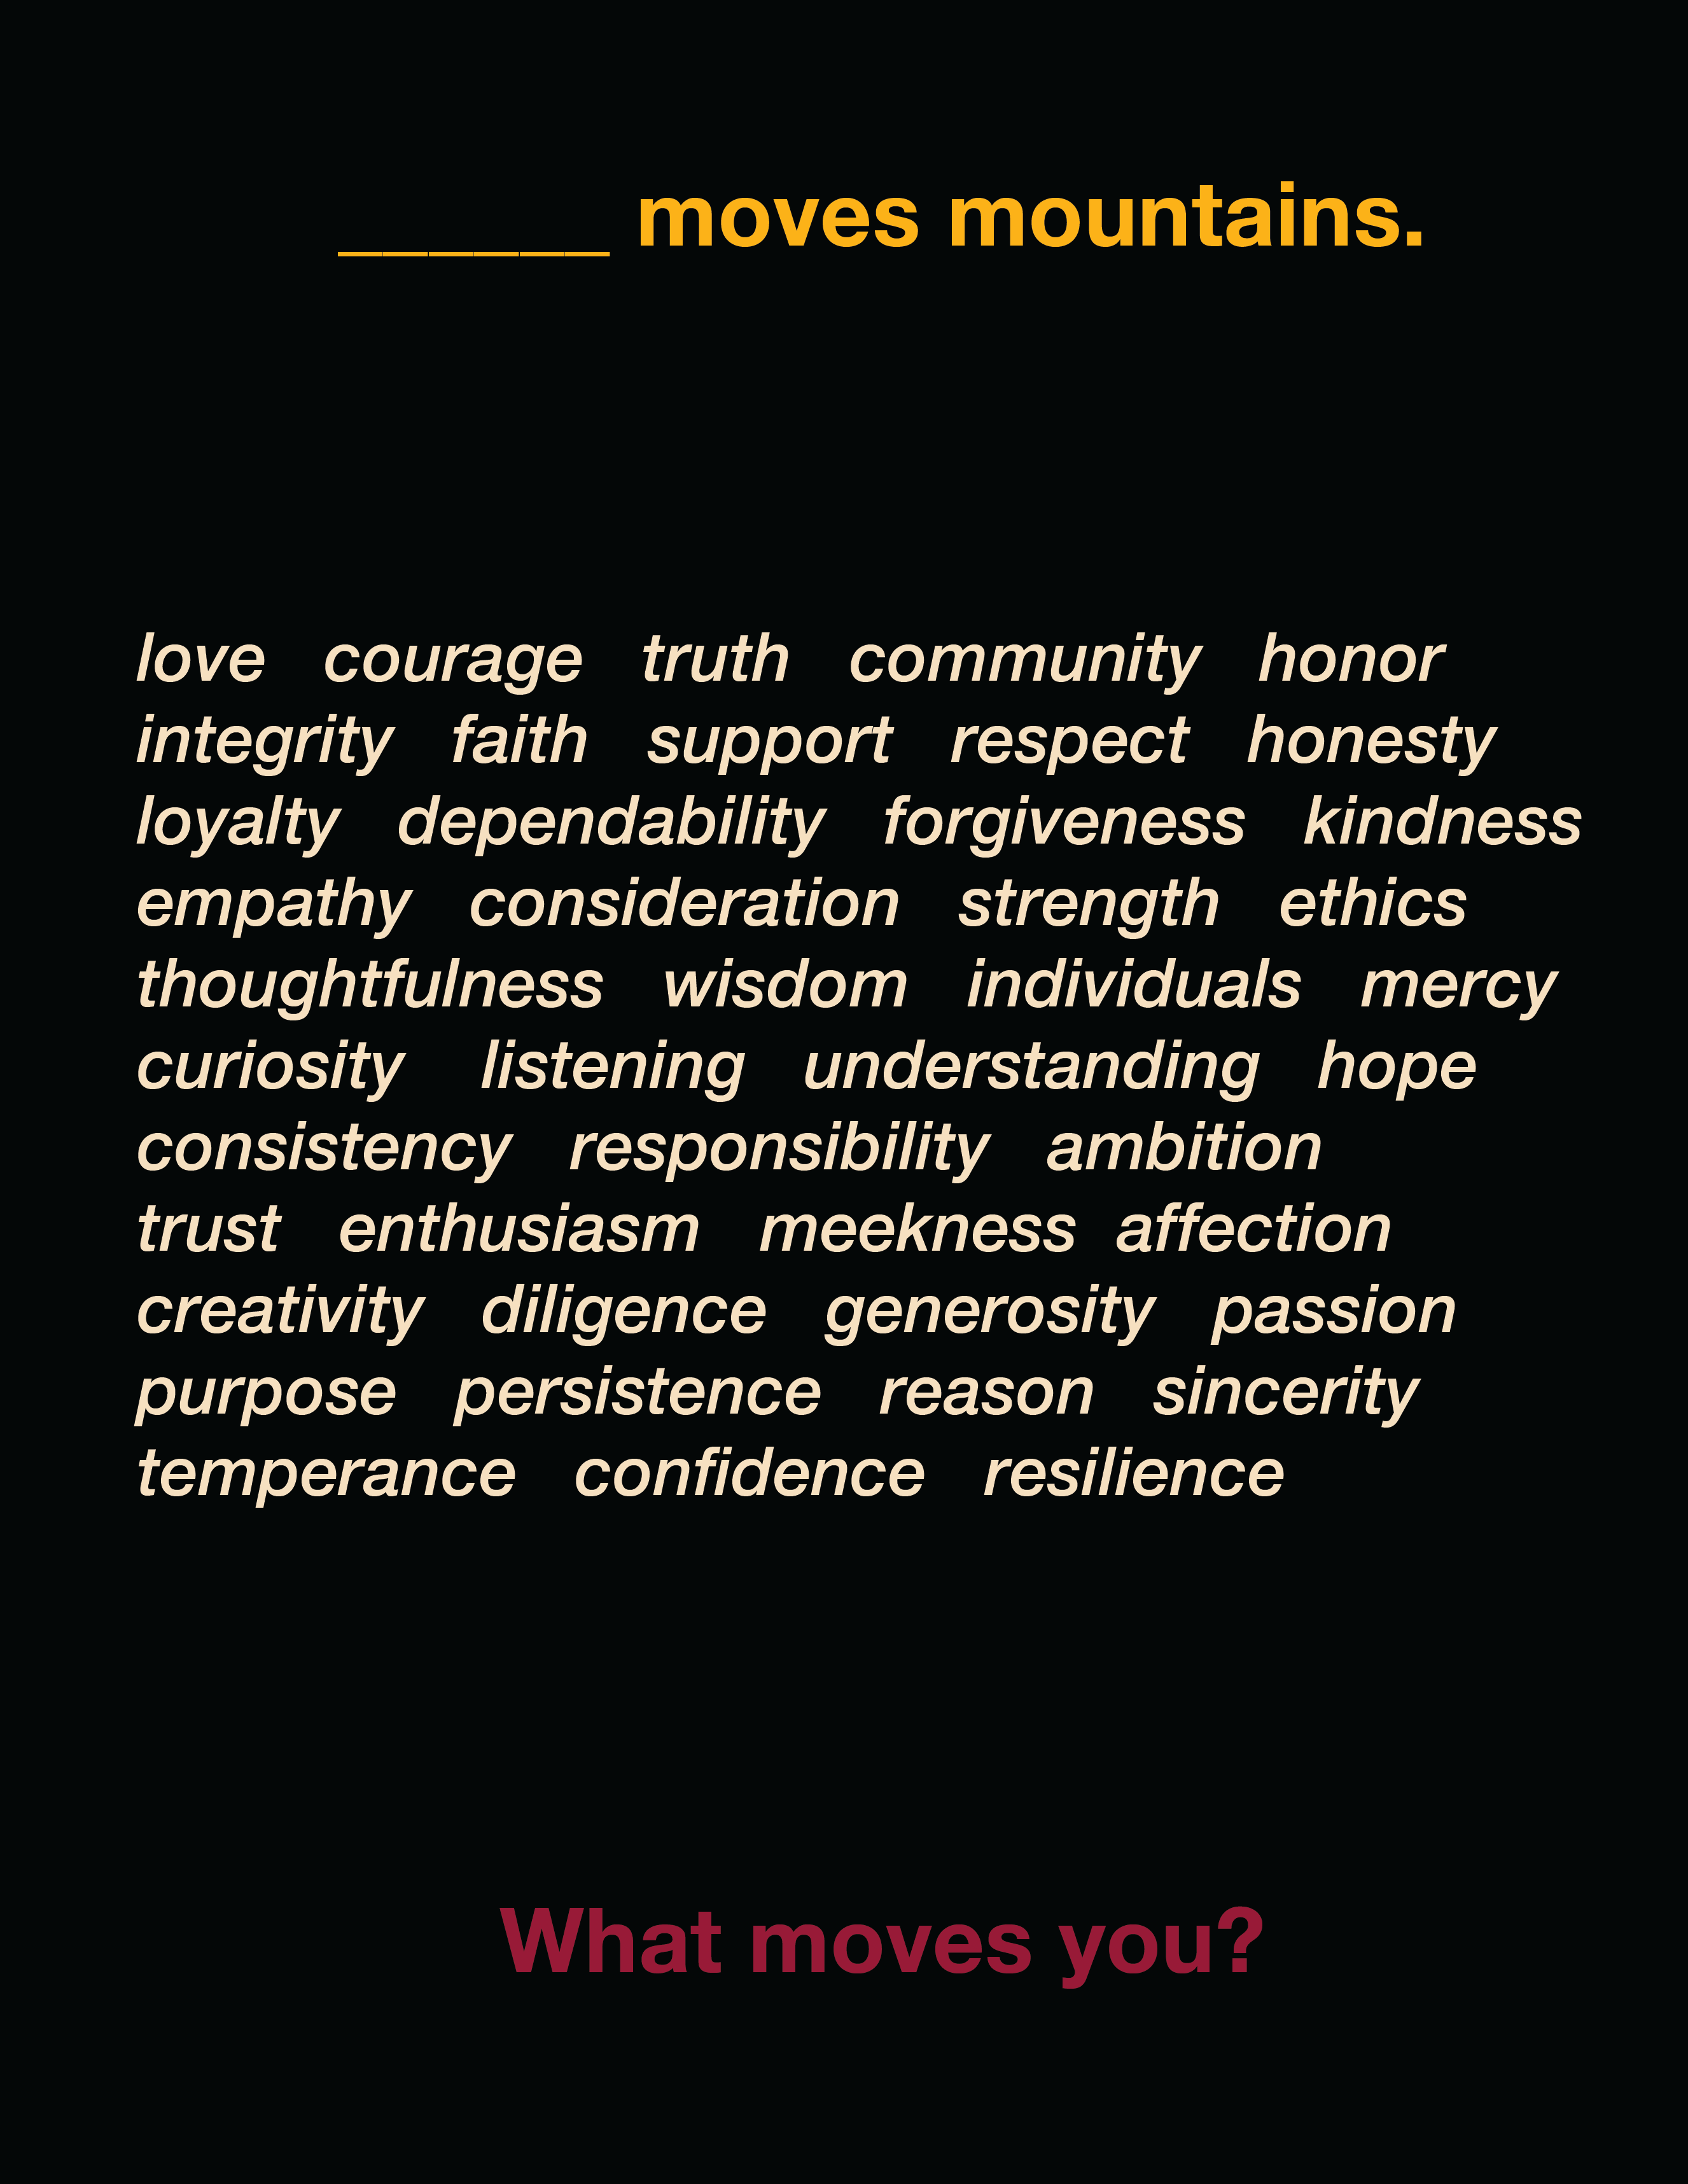 ______ moves mountains.
love courage truth community honor
integrity faith support respect honesty
loyalty dependability forgiveness kindness
empathy consideration strength ethics
thoughtfulness wisdom individuals mercy
curiosity listening understanding hope
consistency responsibility ambition
trust enthusiasm meekness affection
creativity diligence generosity passion
purpose persistence reason sincerity
temperance confidence resilience
What moves you?